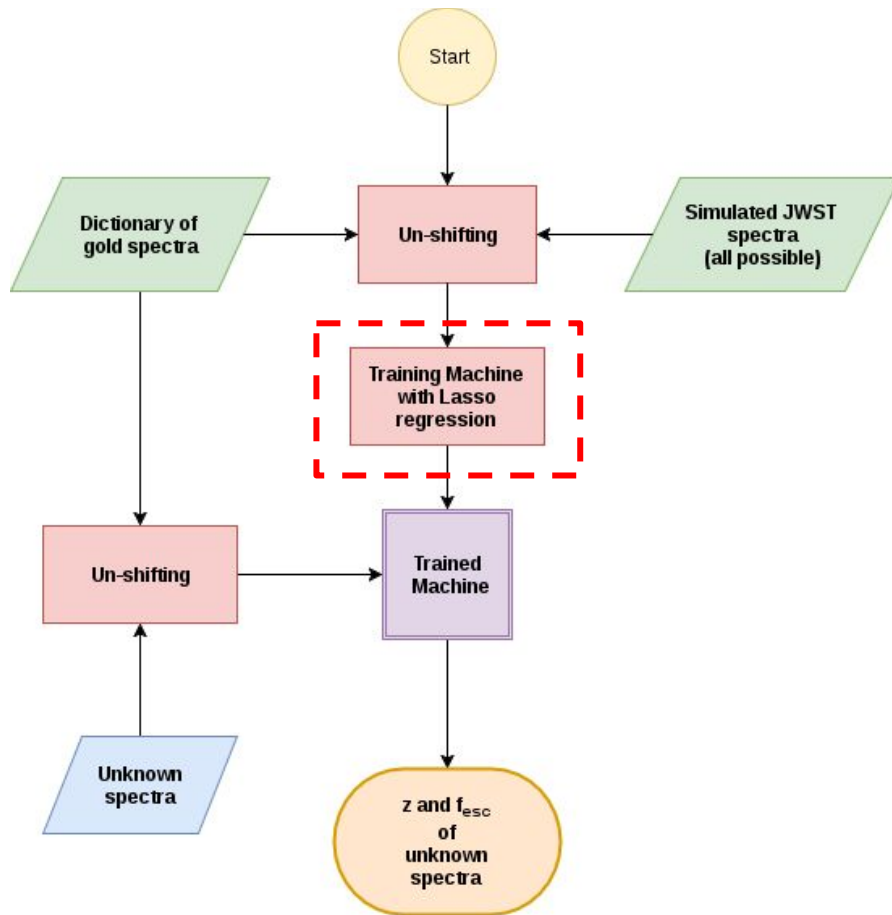 Start
Dictionary of
gold spectra
Un-shifting
Simulated JWST
spectra
(all possible)
Training Machine
with Lasso
regression
Un-shifting
Trained
Machine
Unknown
spectra
z and fesc
of
unknown
spectra